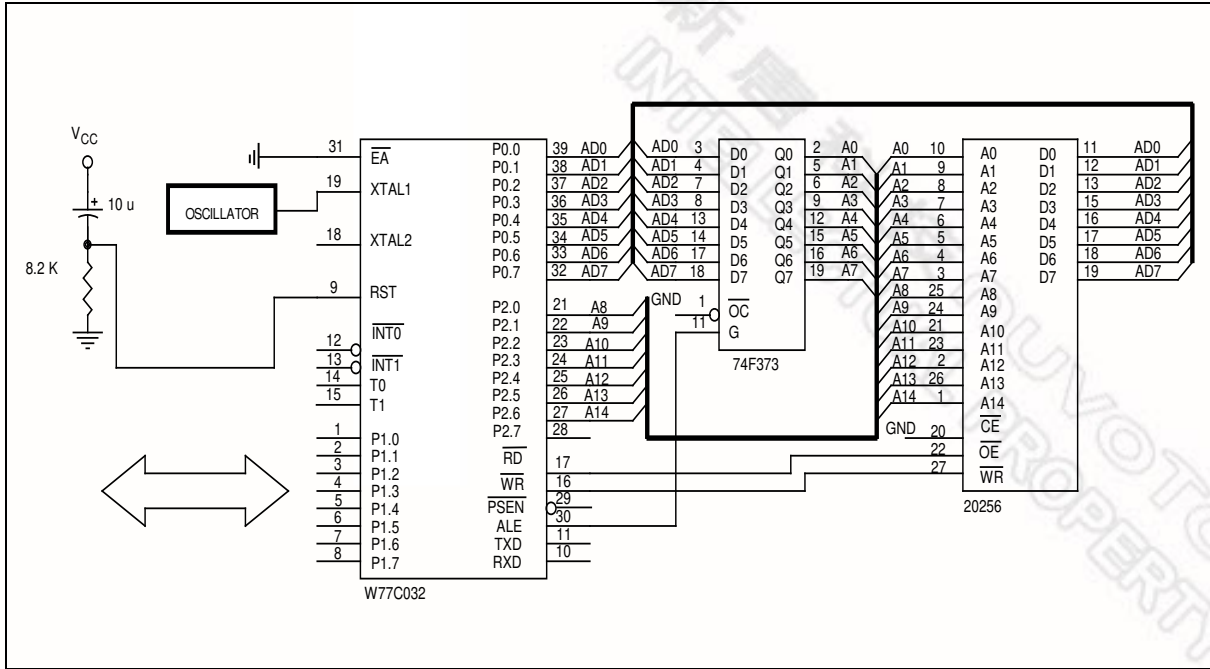 新唐
INTELLECTUAL PROPERTY
NUVOTON
V_CC
10 u
8.2 K
OSCILLATOR
31 EA P0.0 39 AD0
P0.1 38 AD1
19 XTAL1 P0.2 37 AD2
P0.3 36 AD3
P0.4 35 AD4
18 XTAL2 P0.5 34 AD5
P0.6 33 AD6
P0.7 32 AD7
9 RST P2.0 21 A8
P2.1 22 A9
12 INT0 P2.2 23 A10
13 INT1 P2.3 24 A11
14 T0 P2.4 25 A12
15 T1 P2.5 26 A13
P2.6 27 A14
1 P1.0 P2.7 28
2 P1.1 RD 17
3 P1.2 WR 16
4 P1.3 PSEN 29
5 P1.4 ALE 30
6 P1.5 TXD 11
7 P1.6 RXD 10
8 P1.7
W77C032
AD0 3 D0 Q0 2 A0
AD1 4 D1 Q1 5 A1
AD2 7 D2 Q2 6 A2
AD3 8 D3 Q3 9 A3
AD4 13 D4 Q4 12 A4
AD5 14 D5 Q5 15 A5
AD6 17 D6 Q6 16 A6
AD7 18 D7 Q7 19 A7
GND 1 OC
11 G
74F373
A0 10 A0 D0 11 AD0
A1 9 A1 D1 12 AD1
A2 8 A2 D2 13 AD2
A3 7 A3 D3 15 AD3
A4 6 A4 D4 16 AD4
A5 5 A5 D5 17 AD5
A6 4 A6 D6 18 AD6
A7 3 A7 D7 19 AD7
A8 25 A8
A9 24 A9
A10 21 A10
A11 23 A11
A12 2 A12
A13 26 A13
A14 1 A14
GND 20 CE
22 OE
27 WR
20256